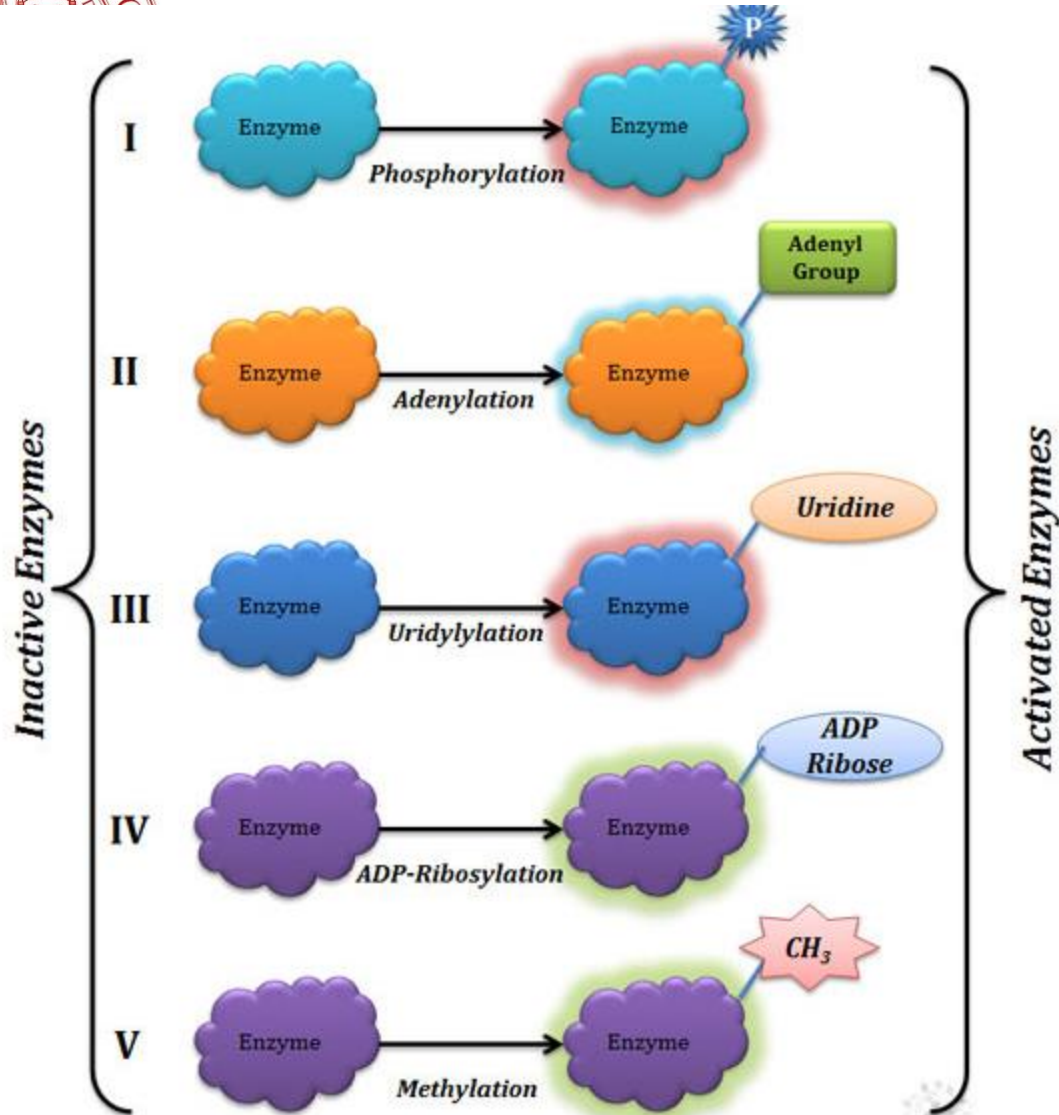 P
I
Enzyme
Enzyme
Phosphorylation
Adenyl
Group
II
Enzyme
Enzyme
Adenylation
Uridine
III
Enzyme
Enzyme
Uridylylation
ADP
Ribose
IV
Enzyme
Enzyme
ADP-Ribosylation
CH₃
V
Enzyme
Enzyme
Methylation
Inactive Enzymes
Activated Enzymes